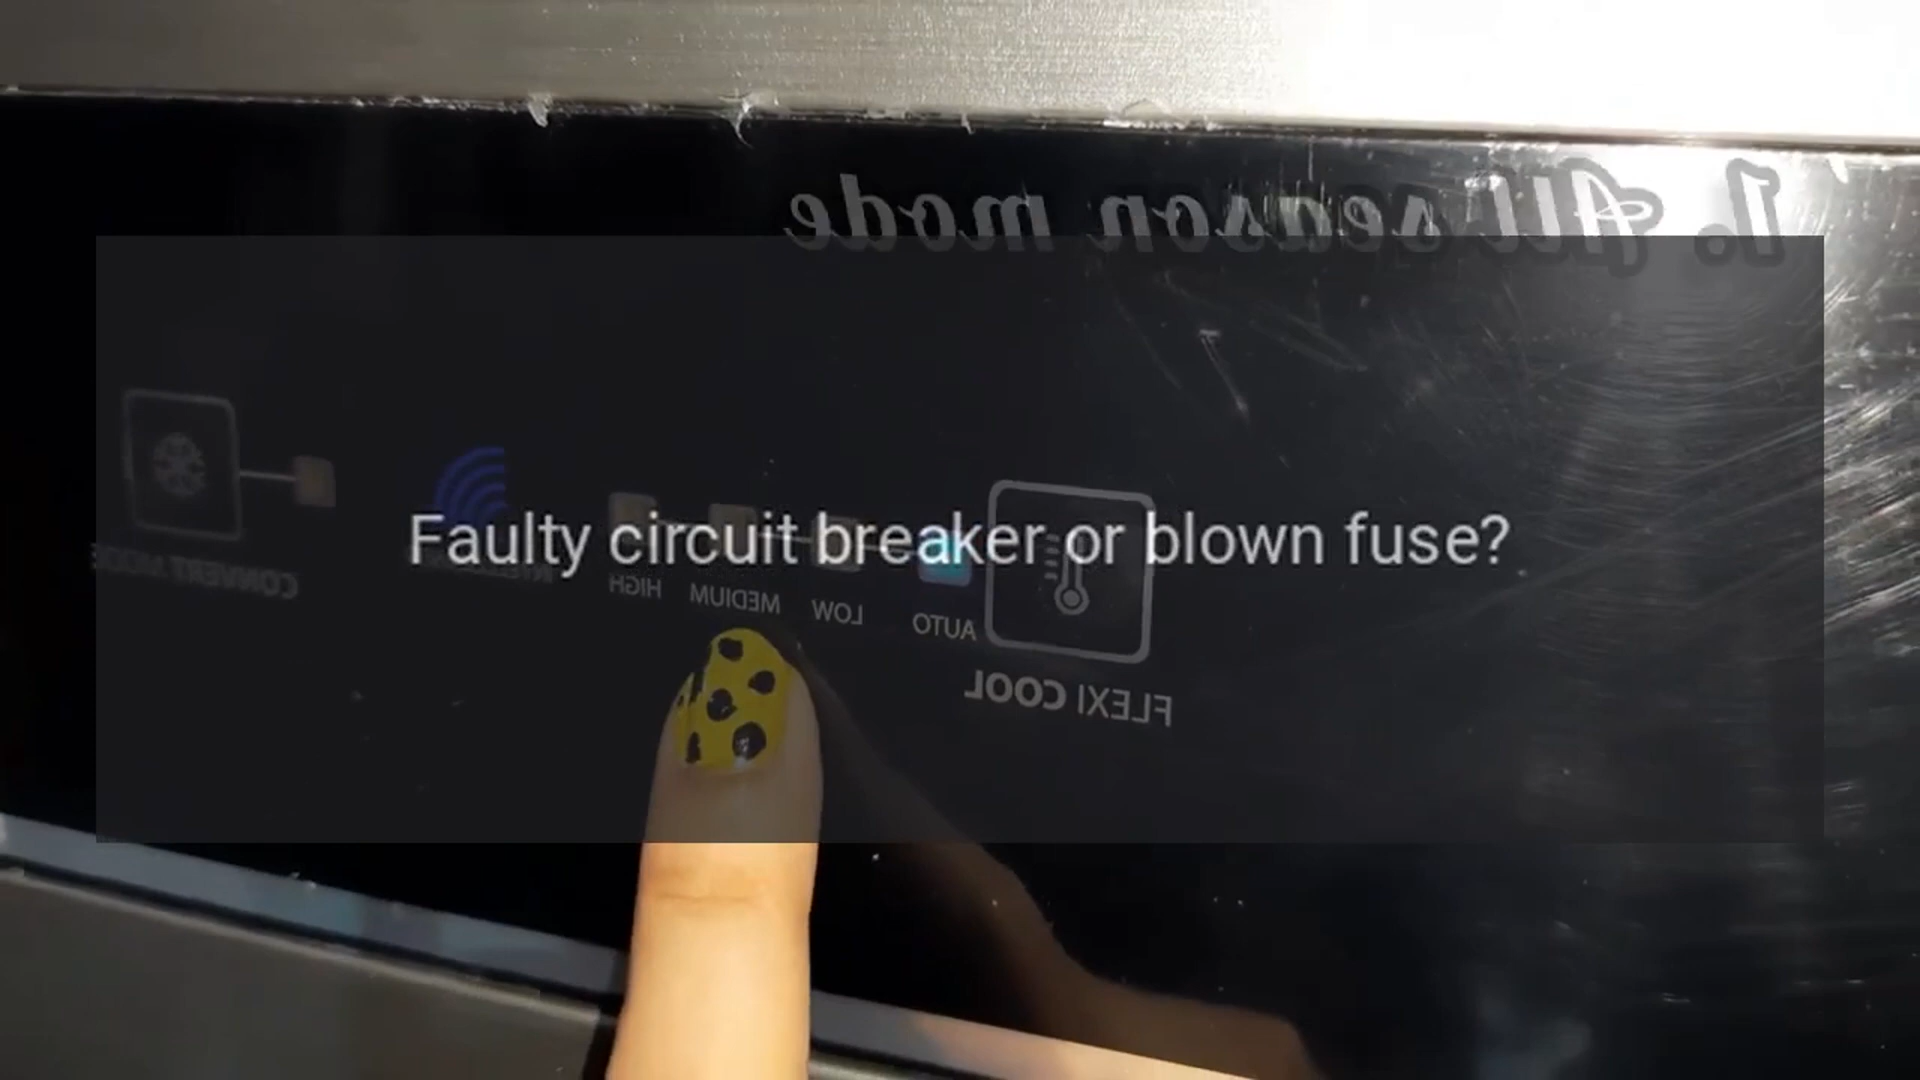 1. All season mode
Faulty circuit breaker or blown fuse?
CONVERT MODE
HIGH
MEDIUM
LOW
AUTO
FLEXI COOL